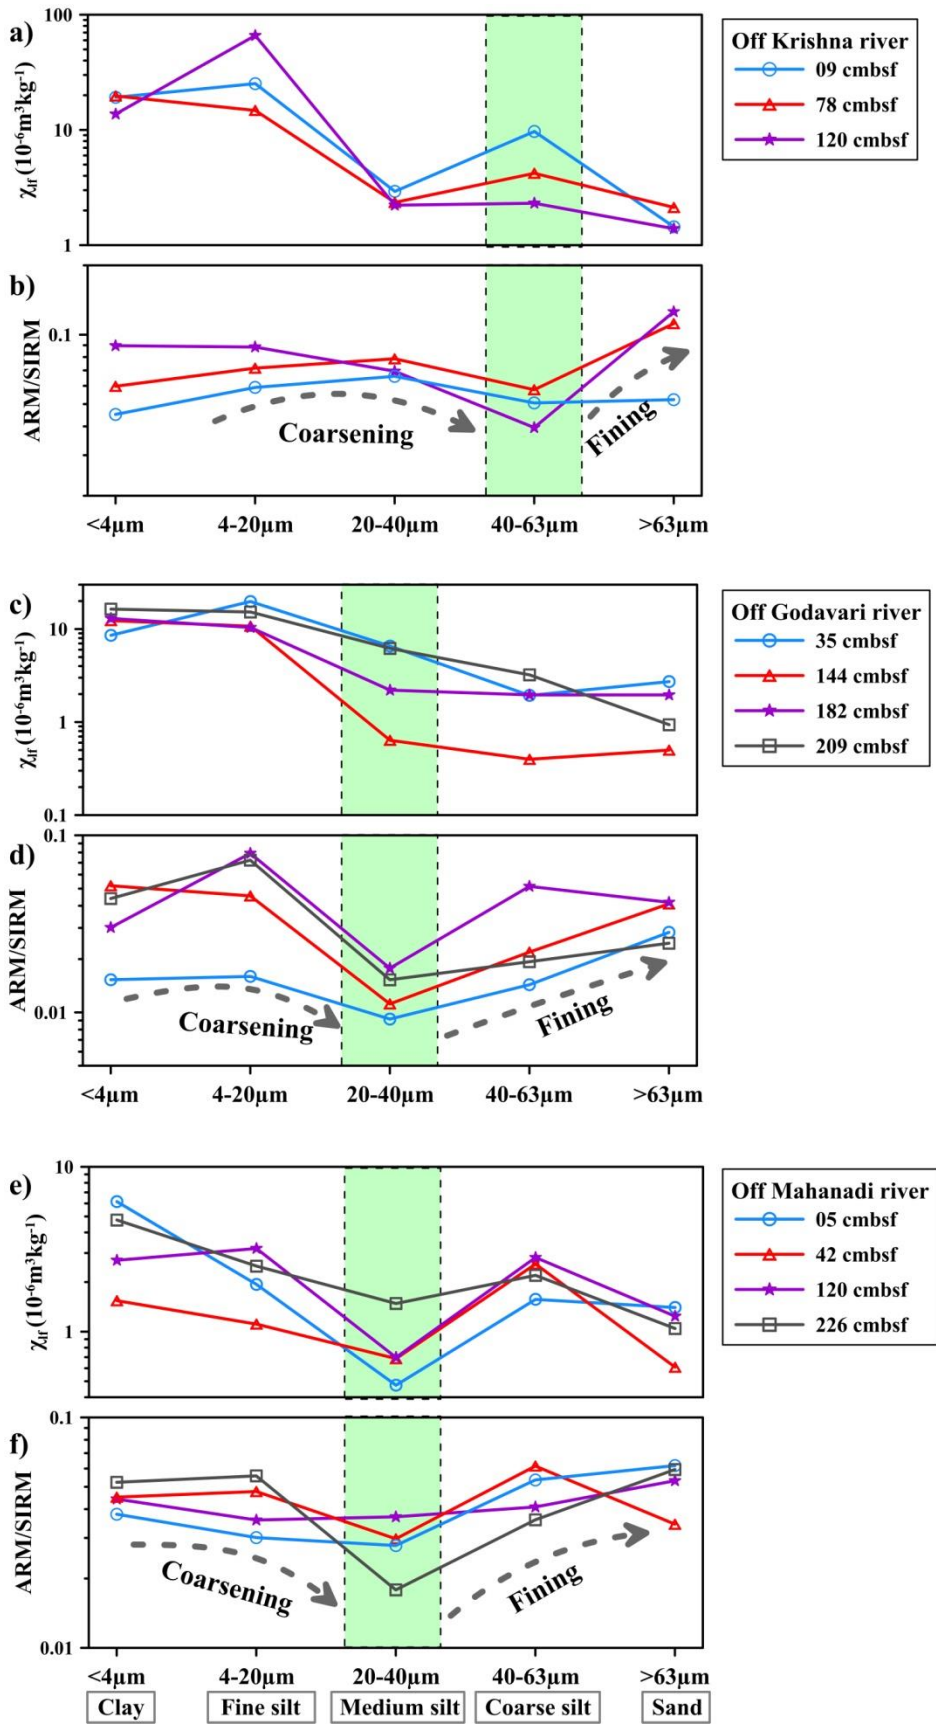 a)
100
10
1
χlf (10-6m3kg-1)
Off Krishna river
09 cmbsf
78 cmbsf
120 cmbsf
b)
0.1
ARM/SIRM
Coarsening
Fining
<4µm
4-20µm
20-40µm
40-63µm
>63µm
c)
10
1
0.1
χlf (10-6m3kg-1)
Off Godavari river
35 cmbsf
144 cmbsf
182 cmbsf
209 cmbsf
d)
0.1
0.01
ARM/SIRM
Coarsening
Fining
<4µm
4-20µm
20-40µm
40-63µm
>63µm
e)
10
1
χlf (10-6m3kg-1)
Off Mahanadi river
05 cmbsf
42 cmbsf
120 cmbsf
226 cmbsf
f)
0.1
0.01
ARM/SIRM
Coarsening
Fining
<4µm
4-20µm
20-40µm
40-63µm
>63µm
Clay
Fine silt
Medium silt
Coarse silt
Sand